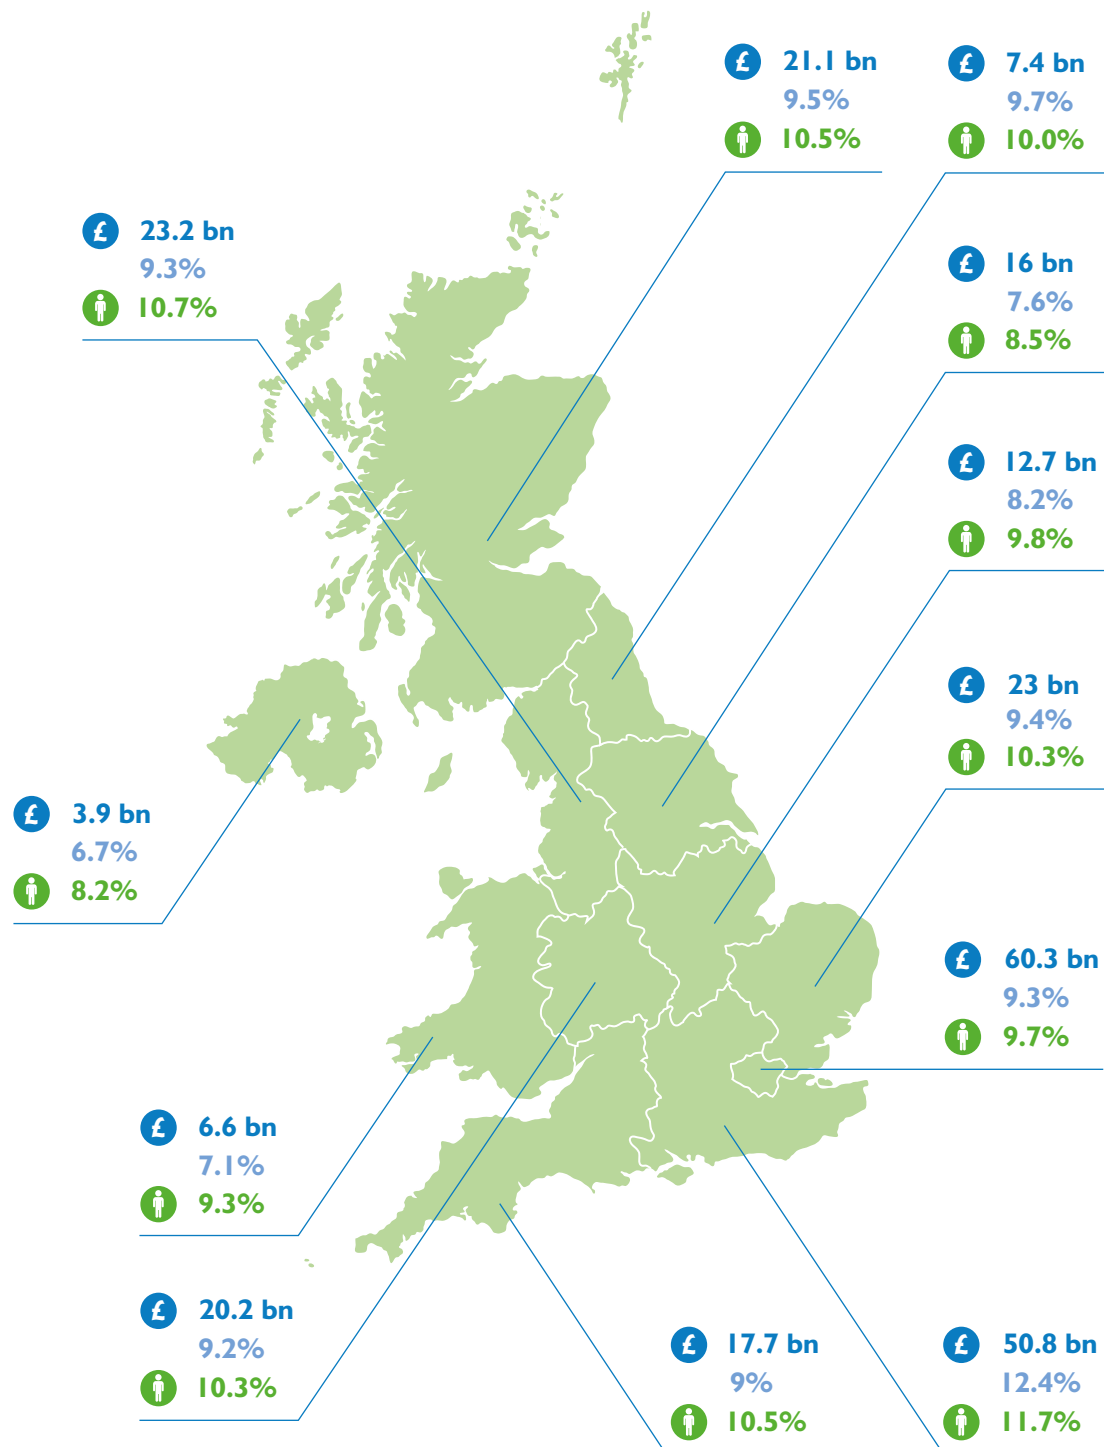 £ 21.1 bn
9.5%
10.5%
£ 7.4 bn
9.7%
10.0%
£ 23.2 bn
9.3%
10.7%
£ 16 bn
7.6%
8.5%
£ 12.7 bn
8.2%
9.8%
£ 23 bn
9.4%
10.3%
£ 3.9 bn
6.7%
8.2%
£ 60.3 bn
9.3%
9.7%
£ 6.6 bn
7.1%
9.3%
£ 20.2 bn
9.2%
10.3%
£ 17.7 bn
9%
10.5%
£ 50.8 bn
12.4%
11.7%